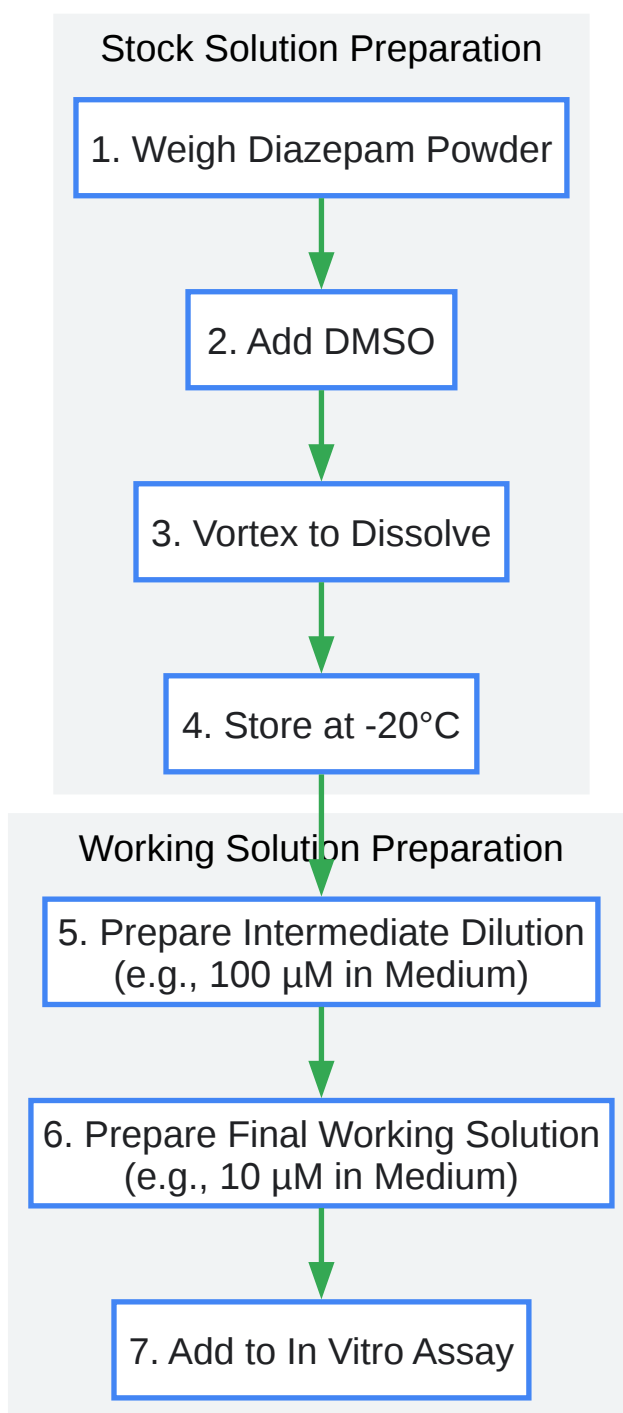 Stock Solution Preparation
1. Weigh Diazepam Powder
2. Add DMSO
3. Vortex to Dissolve
4. Store at -20°C
Working Solution Preparation
5. Prepare Intermediate Dilution
(e.g., 100 µM in Medium)
6. Prepare Final Working Solution
(e.g., 10 µM in Medium)
7. Add to In Vitro Assay